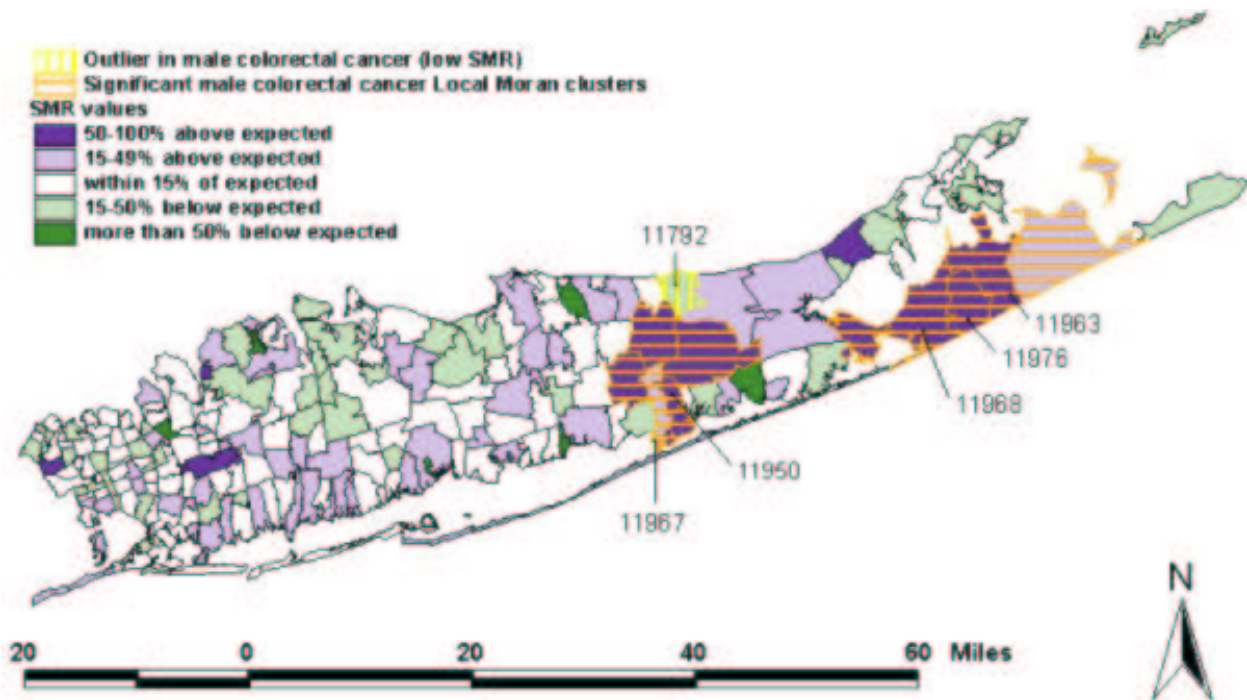 Outlier in male colorectal cancer (low SMR)
Significant male colorectal cancer Local Moran clusters
SMR values
50-100% above expected
15-49% above expected
within 15% of expected
15-50% below expected
more than 50% below expected
11792
11963
11976
11968
11950
11967
N
20 0 20 40 60 Miles